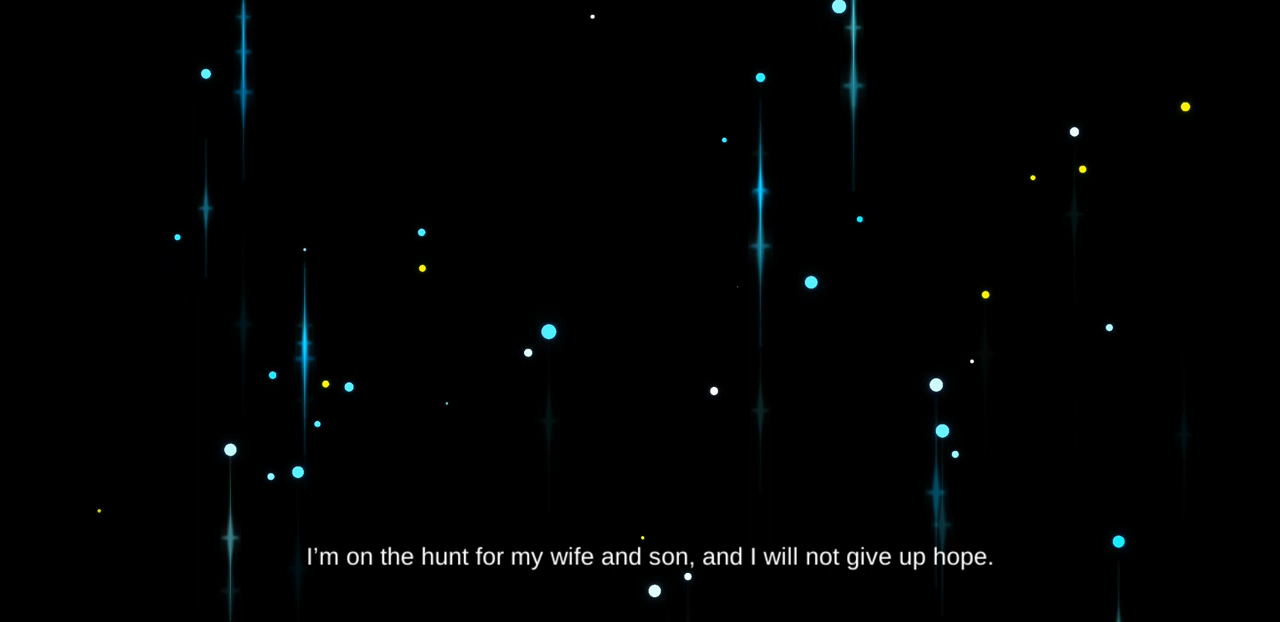 I’m on the hunt for my wife and son, and I will not give up hope.